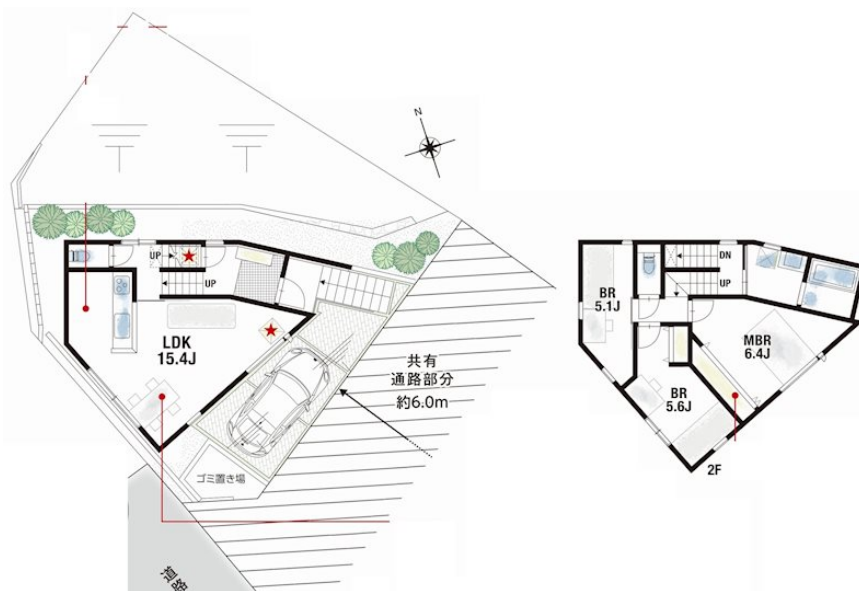 N
UP
UP
LDK
15.4J
共有
通路部分
約6.0m
ゴミ置き場
道路
BR
5.1J
DN
UP
MBR
6.4J
BR
5.6J
2F